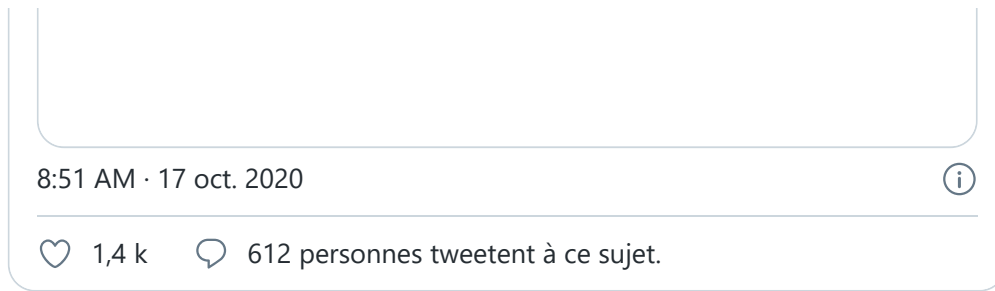 8:51 AM · 17 oct. 2020
1,4 k 612 personnes tweetent à ce sujet.